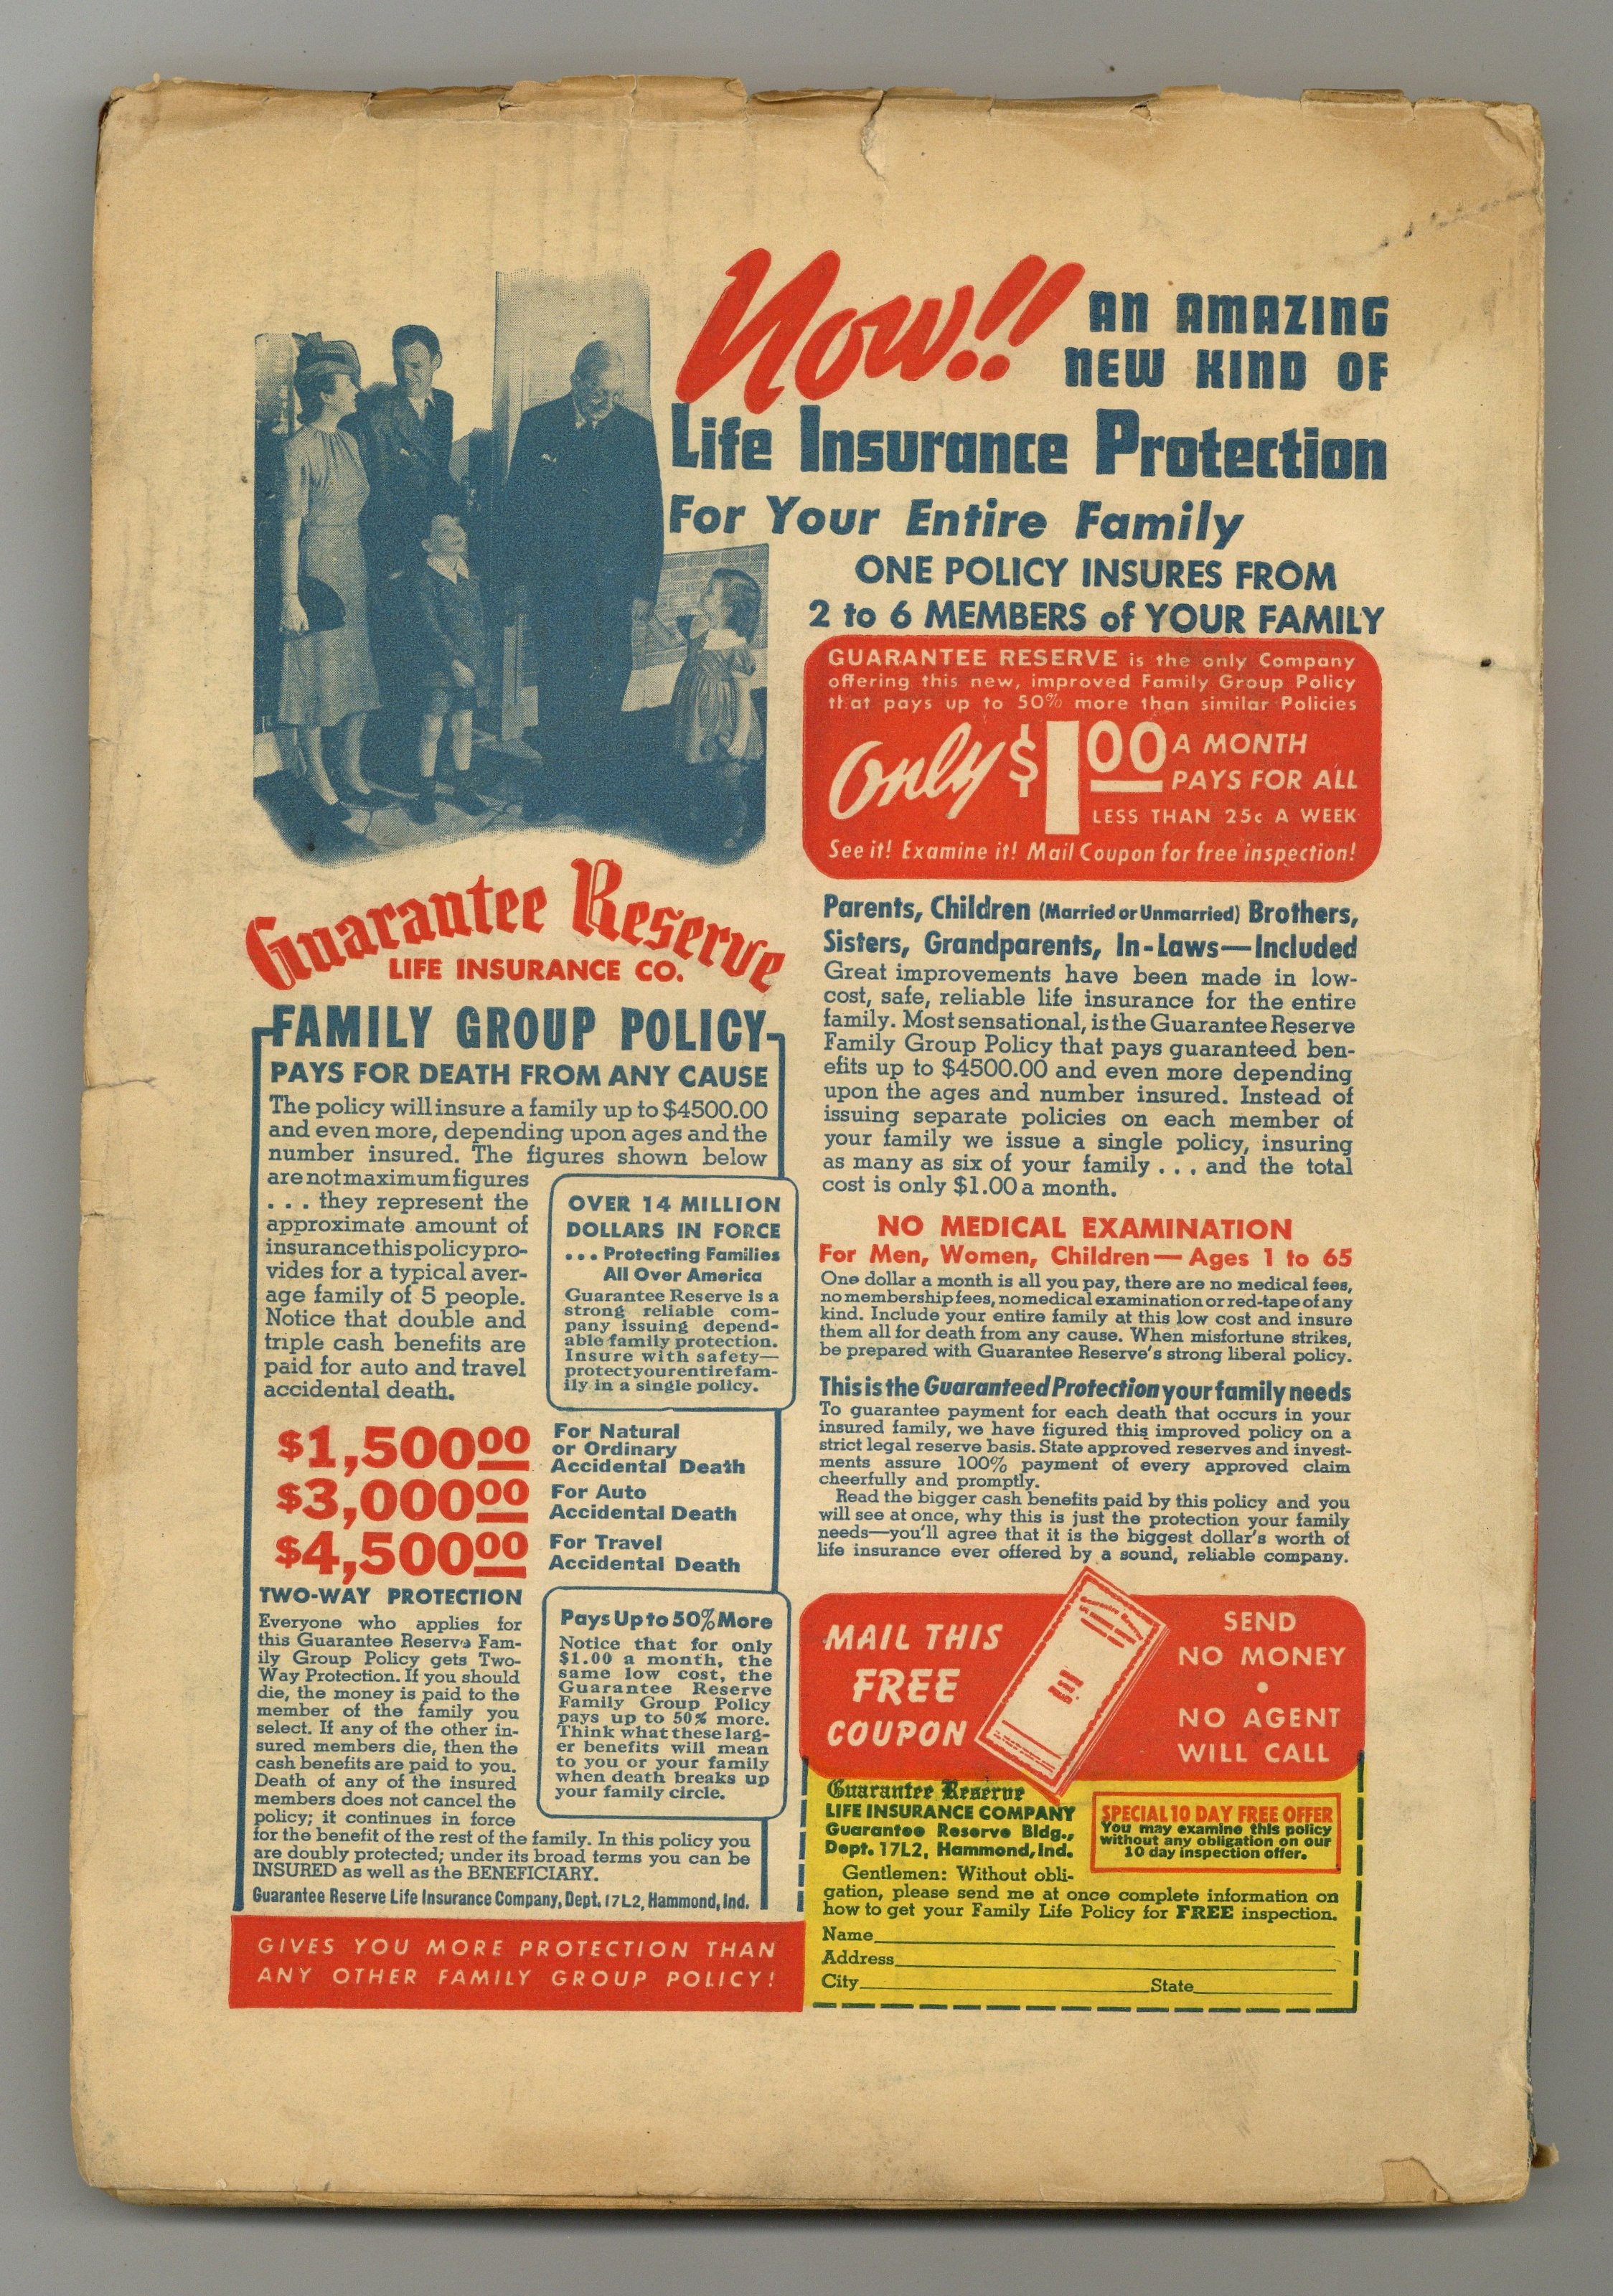 Now!! AN AMAZING
NEW KIND OF
Life Insurance Protection
For Your Entire Family
ONE POLICY INSURES FROM
2 to 6 MEMBERS of YOUR FAMILY
GUARANTEE RESERVE is the only Company
offering this new, improved Family Group Policy
that pays up to 50% more than similar Policies
Only $1.00 A MONTH
PAYS FOR ALL
LESS THAN 25c A WEEK
See it! Examine it! Mail Coupon for free inspection!
Guarantee Reserve
LIFE INSURANCE CO.
FAMILY GROUP POLICY
PAYS FOR DEATH FROM ANY CAUSE
The policy will insure a family up to $4500.00
and even more, depending upon ages and the
number insured. The figures shown below
are not maximum figures
. . . they represent the
approximate amount of
insurance this policy pro-
vides for a typical aver-
age family of 5 people.
Notice that double and
triple cash benefits are
paid for auto and travel
accidental death.
OVER 14 MILLION
DOLLARS IN FORCE
. . . Protecting Families
All Over America
Guarantee Reserve is a
strong reliable com-
pany issuing depend-
able family protection.
Insure with safety—
protect your entire fam-
ily in a single policy.
$1,500.00 For Natural
or Ordinary
Accidental Death
$3,000.00 For Auto
Accidental Death
$4,500.00 For Travel
Accidental Death
TWO-WAY PROTECTION
Everyone who applies for
this Guarantee Reserve Fam-
ily Group Policy gets Two-
Way Protection. If you should
die, the money is paid to the
member of the family you
select. If any of the other in-
sured members die, then the
cash benefits are paid to you.
Death of any of the insured
members does not cancel the
policy; it continues in force
for the benefit of the rest of the family. In this policy you
are doubly protected; under its broad terms you can be
INSURED as well as the BENEFICIARY.
Guarantee Reserve Life Insurance Company, Dept. 17L2, Hammond, Ind.
Pays Up to 50% More
Notice that for only
$1.00 a month, the
same low cost, the
Guarantee Reserve
Family Group Policy
pays up to 50% more.
Think what these larg-
er benefits will mean
to you or your family
when death breaks up
your family circle.
GIVES YOU MORE PROTECTION THAN
ANY OTHER FAMILY GROUP POLICY!
Parents, Children (Married or Unmarried) Brothers,
Sisters, Grandparents, In-Laws—Included
Great improvements have been made in low-
cost, safe, reliable life insurance for the entire
family. Most sensational, is the Guarantee Reserve
Family Group Policy that pays guaranteed ben-
efits up to $4500.00 and even more depending
upon the ages and number insured. Instead of
issuing separate policies on each member of
your family we issue a single policy, insuring
as many as six of your family . . . and the total
cost is only $1.00 a month.
NO MEDICAL EXAMINATION
For Men, Women, Children—Ages 1 to 65
One dollar a month is all you pay, there are no medical fees,
no membership fees, no medical examination or red-tape of any
kind. Include your entire family at this low cost and insure
them all for death from any cause. When misfortune strikes,
be prepared with Guarantee Reserve's strong liberal policy.
This is the Guaranteed Protection your family needs
To guarantee payment for each death that occurs in your
insured family, we have figured this improved policy on a
strict legal reserve basis. State approved reserves and invest-
ments assure 100% payment of every approved claim
cheerfully and promptly.
Read the bigger cash benefits paid by this policy and you
will see at once, why this is just the protection your family
needs—you'll agree that it is the biggest dollar's worth of
life insurance ever offered by a sound, reliable company.
MAIL THIS
FREE
COUPON
SEND
NO MONEY
•
NO AGENT
WILL CALL
Guarantee Reserve
LIFE INSURANCE COMPANY
Guarantee Reserve Bldg.,
Dept. 17L2, Hammond, Ind.
SPECIAL 10 DAY FREE OFFER
You may examine this policy
without any obligation on our
10 day inspection offer.
Gentlemen: Without obli-
gation, please send me at once complete information on
how to get your Family Life Policy for FREE inspection.
Name
Address
City State